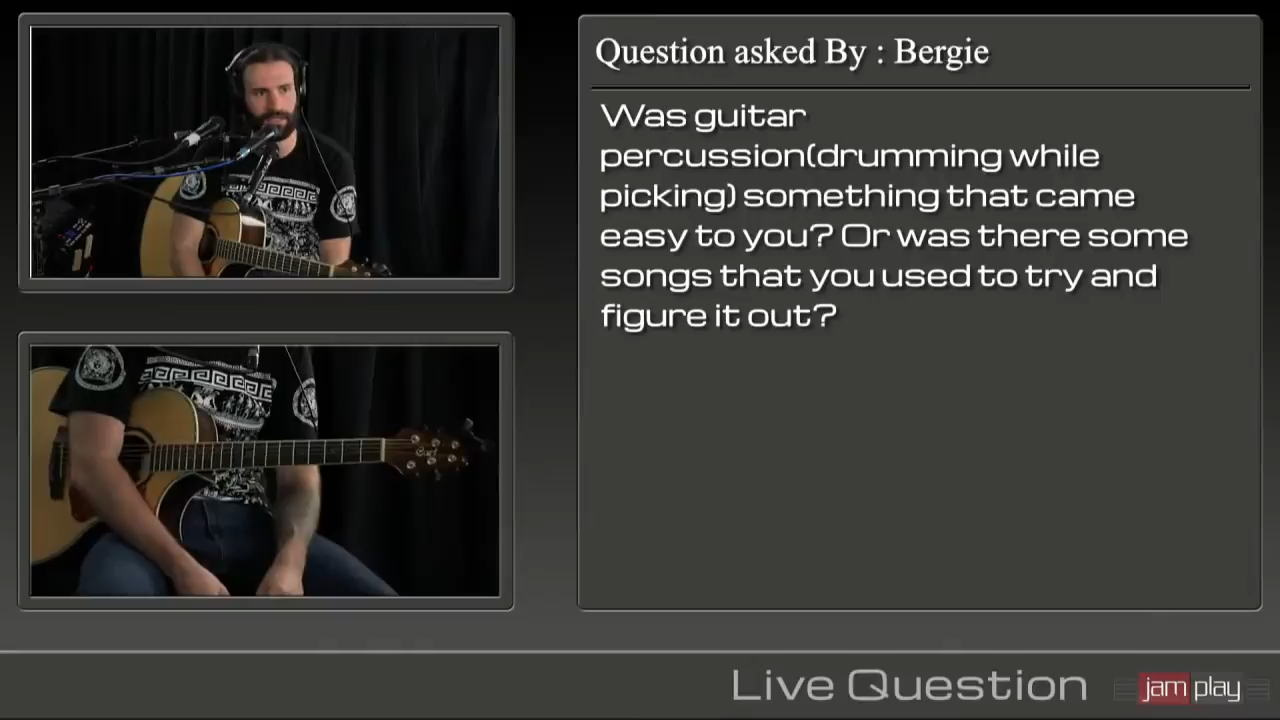 Question asked By : Bergie
Was guitar
percussion(drumming while
picking) something that came
easy to you? Or was there some
songs that you used to try and
figure it out?
Live Question
jam play